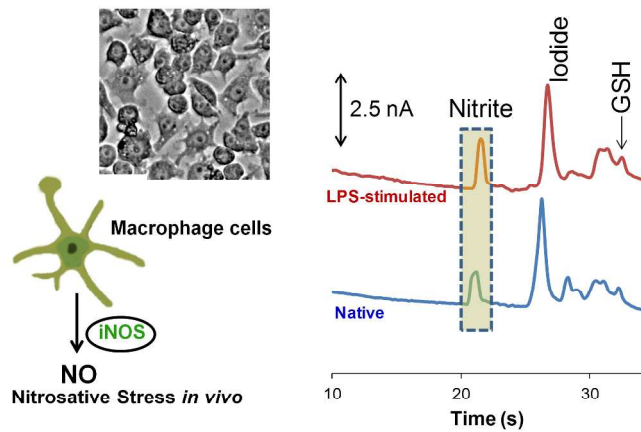 Macrophage cells
iNOS
NO
Nitrosative Stress in vivo
2.5 nA
Nitrite
Iodide
GSH
LPS-stimulated
Native
10
20
30
Time (s)